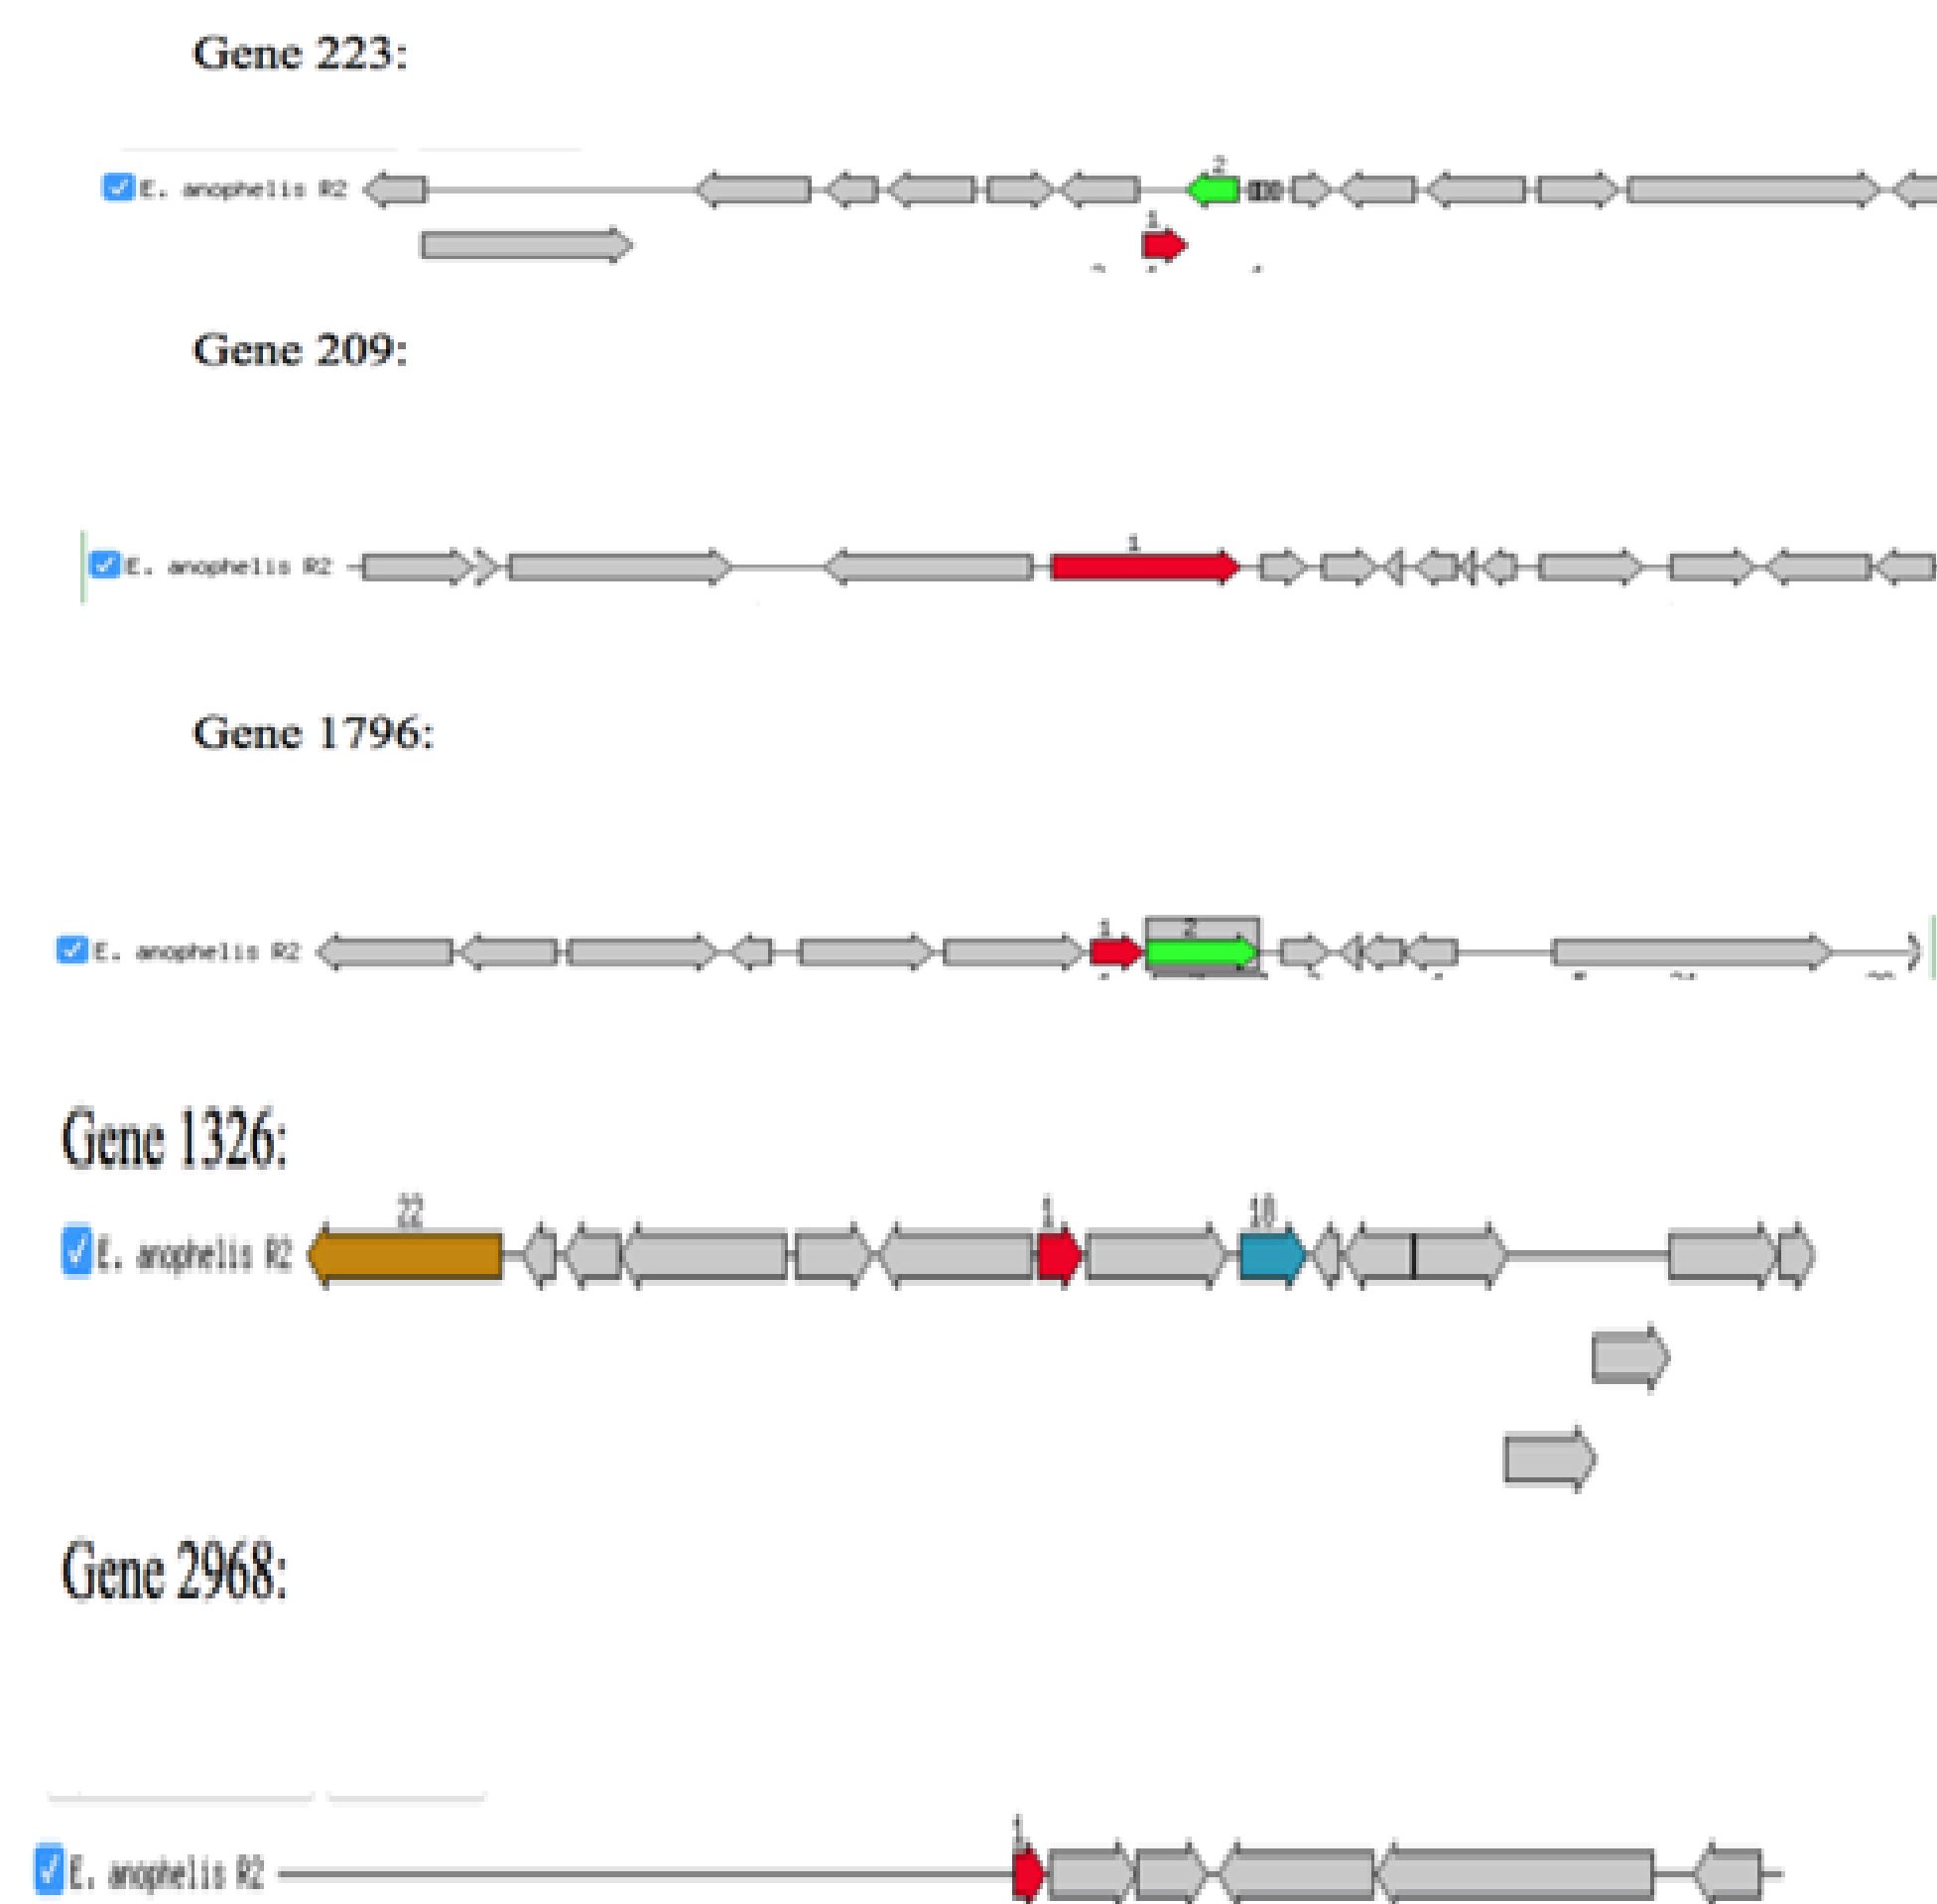 Gene 223:
2
E. anophelis R2
1
Gene 209:
1
E. anophelis R2
Gene 1796:
1 2
E. anophelis R2
Gene 1326:
22 1 18
E. anophelis R2
Gene 2968:
1
E. anophelis R2